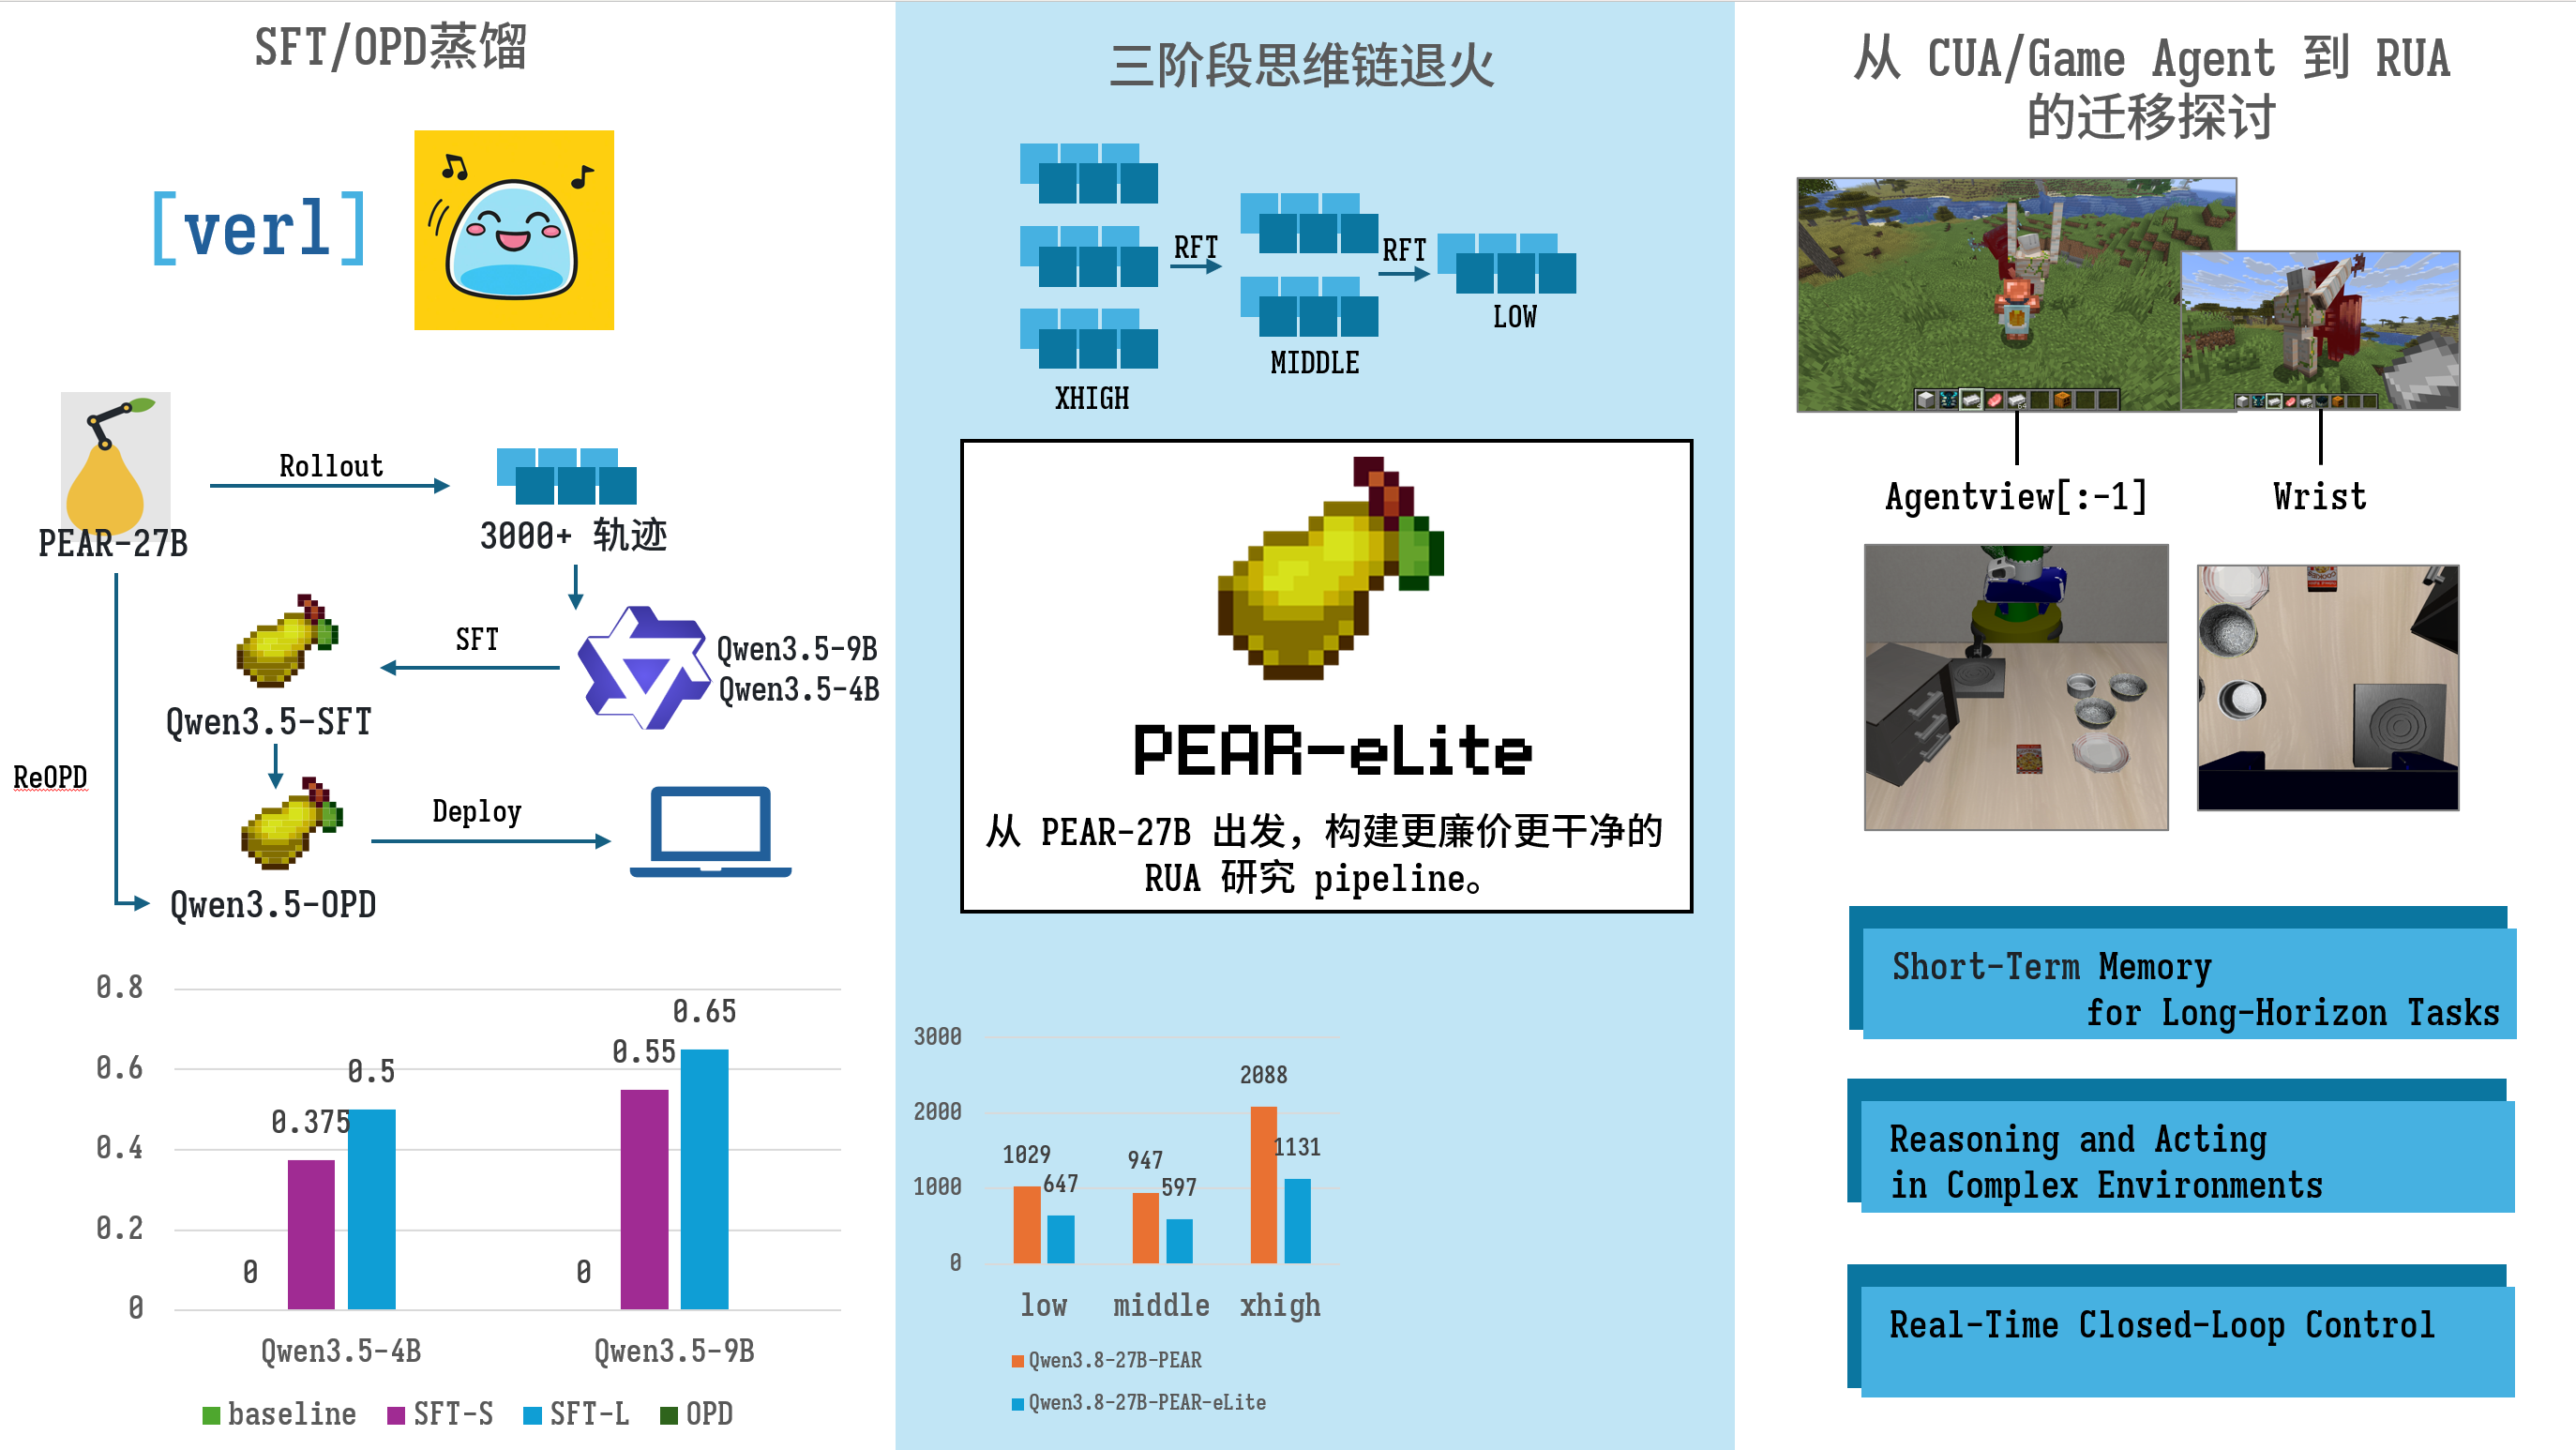 SFT/OPD蒸馏
[verl]
Rollout
PEAR-27B
3000+ 轨迹
SFT
Qwen3.5-9B
Qwen3.5-4B
Qwen3.5-SFT
ReOPD
Deploy
Qwen3.5-OPD
0.8
0.6
0.4
0.2
0
0
0.375
0.5
0
0.55
0.65
Qwen3.5-4B
Qwen3.5-9B
baseline
SFT-S
SFT-L
OPD
三阶段思维链退火
RFT
RFT
XHIGH
MIDDLE
LOW
PEAR-eLite
从 PEAR-27B 出发，构建更廉价更干净的
RUA 研究 pipeline。
3000
2000
1000
0
1029
647
947
597
2088
1131
low
middle
xhigh
Qwen3.8-27B-PEAR
Qwen3.8-27B-PEAR-eLite
从 CUA/Game Agent 到 RUA
的迁移探讨
Agentview[:-1]
Wrist
Short-Term Memory
for Long-Horizon Tasks
Reasoning and Acting
in Complex Environments
Real-Time Closed-Loop Control